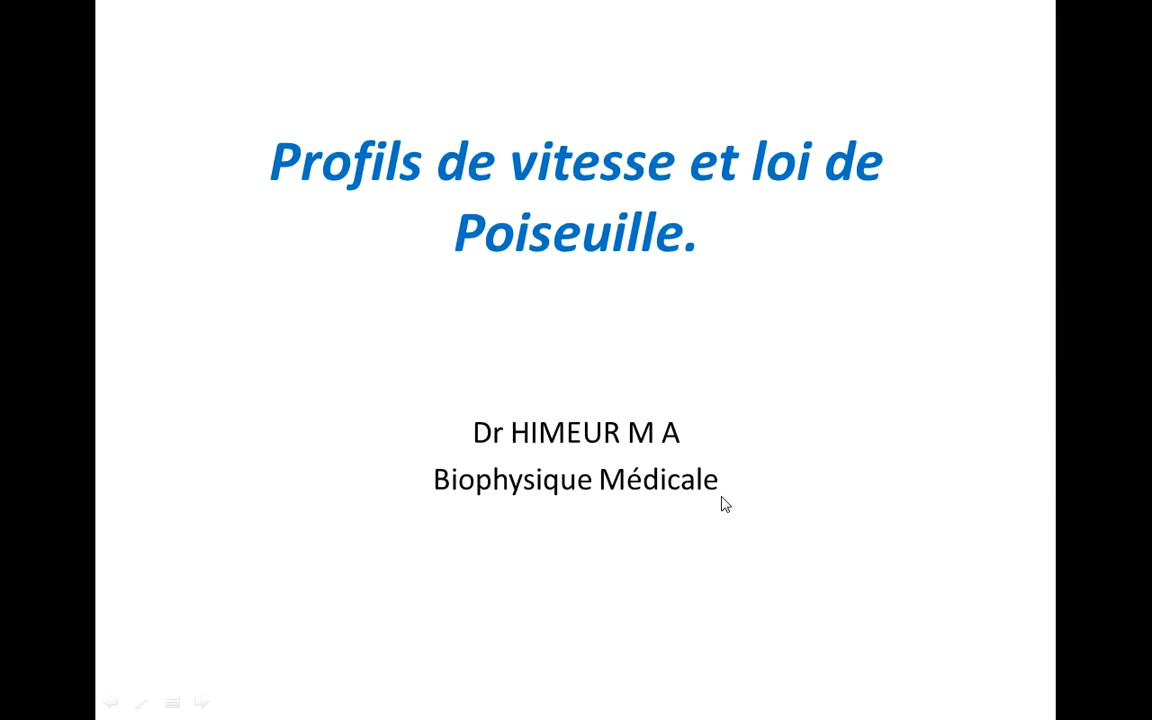 Profils de vitesse et loi de
Poiseuille.
Dr HIMEUR M A
Biophysique Médicale